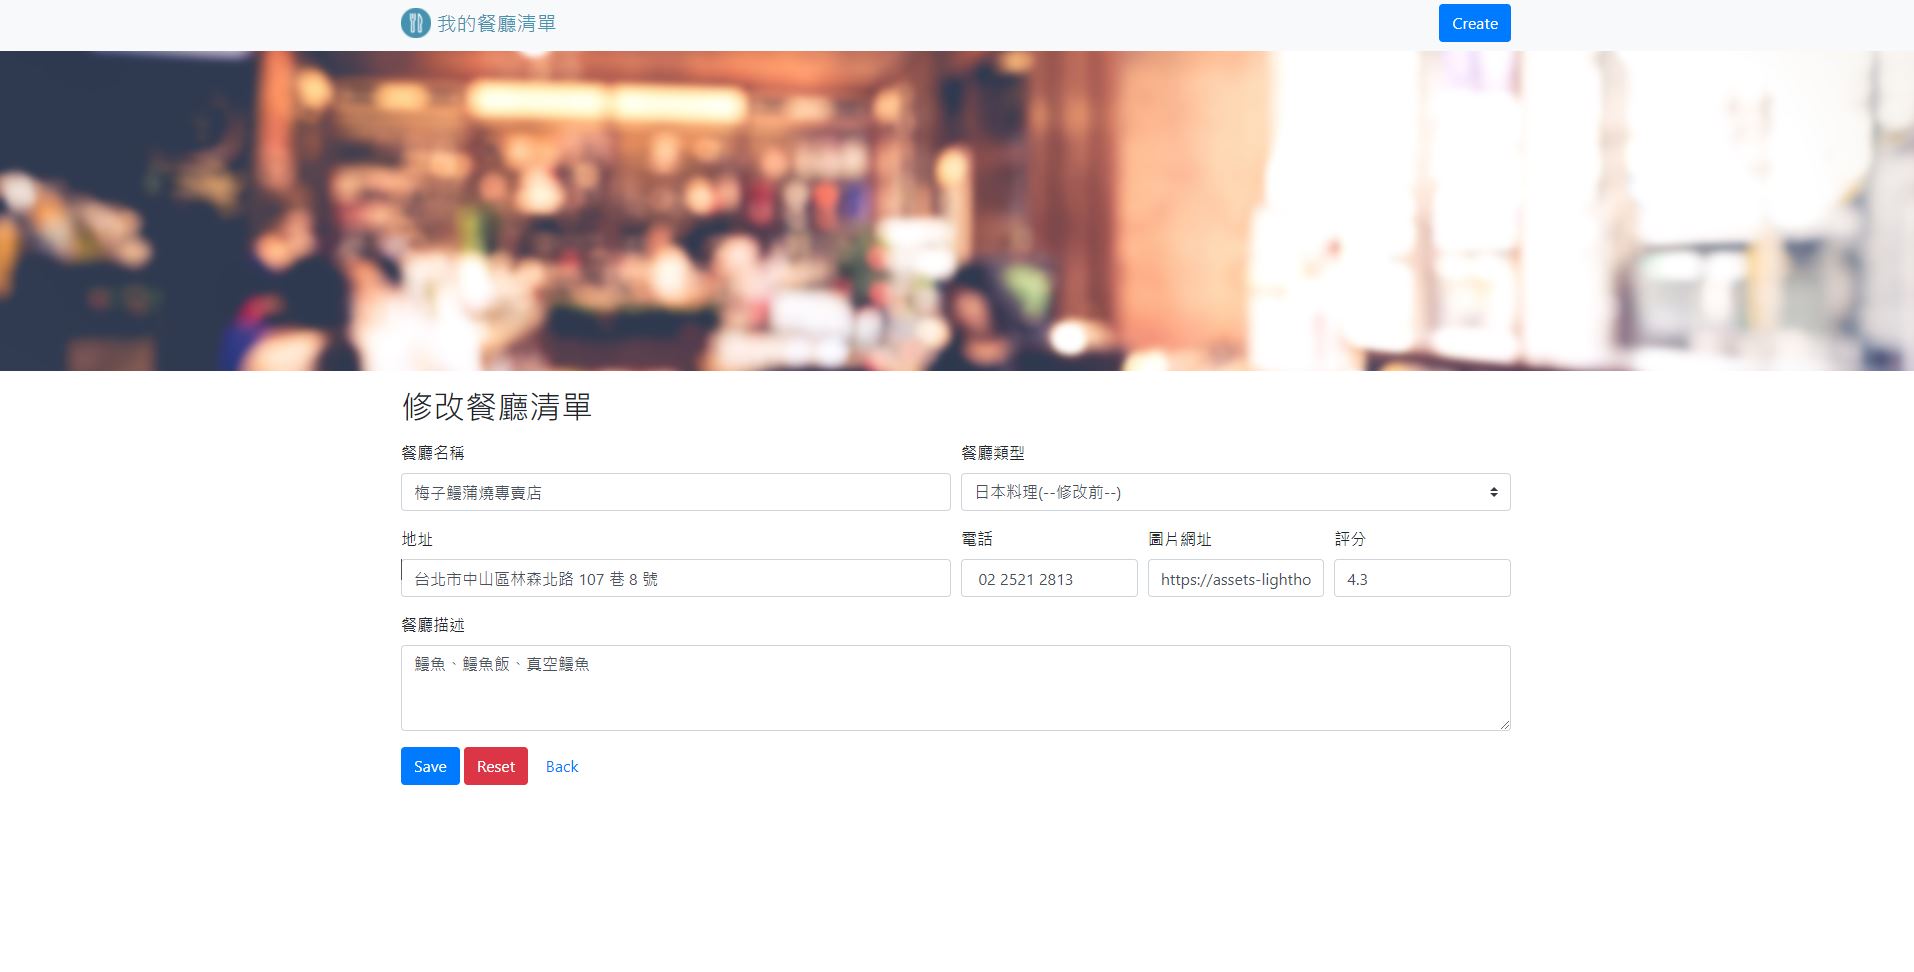 我的餐廳清單
Create
修改餐廳清單
餐廳名稱
餐廳類型
梅子鰻蒲燒專賣店
日本料理(--修改前--)
地址
電話
圖片網址
評分
台北市中山區林森北路 107 巷 8 號
02 2521 2813
https://assets-lightho
4.3
餐廳描述
鰻魚、鰻魚飯、真空鰻魚
Save
Reset
Back